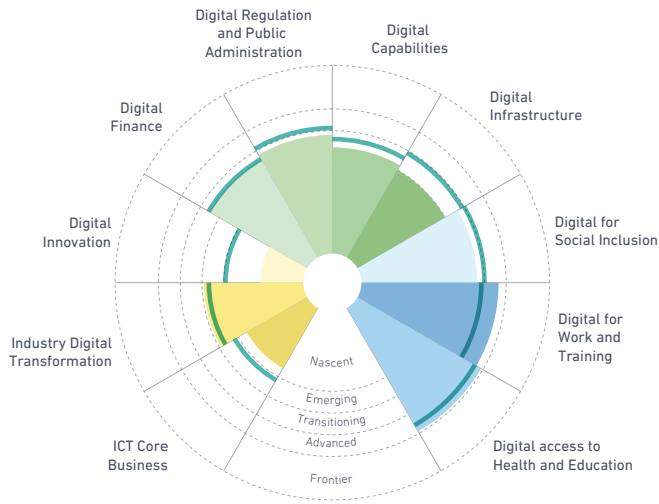 Digital Regulation
and Public
Administration
Digital
Capabilities
Digital
Infrastructure
Digital
Finance
Digital
Innovation
Digital for
Social Inclusion
Industry Digital
Transformation
Digital for
Work and
Training
ICT Core
Business
Digital access to
Health and Education
Nascent
Emerging
Transitioning
Advanced
Frontier